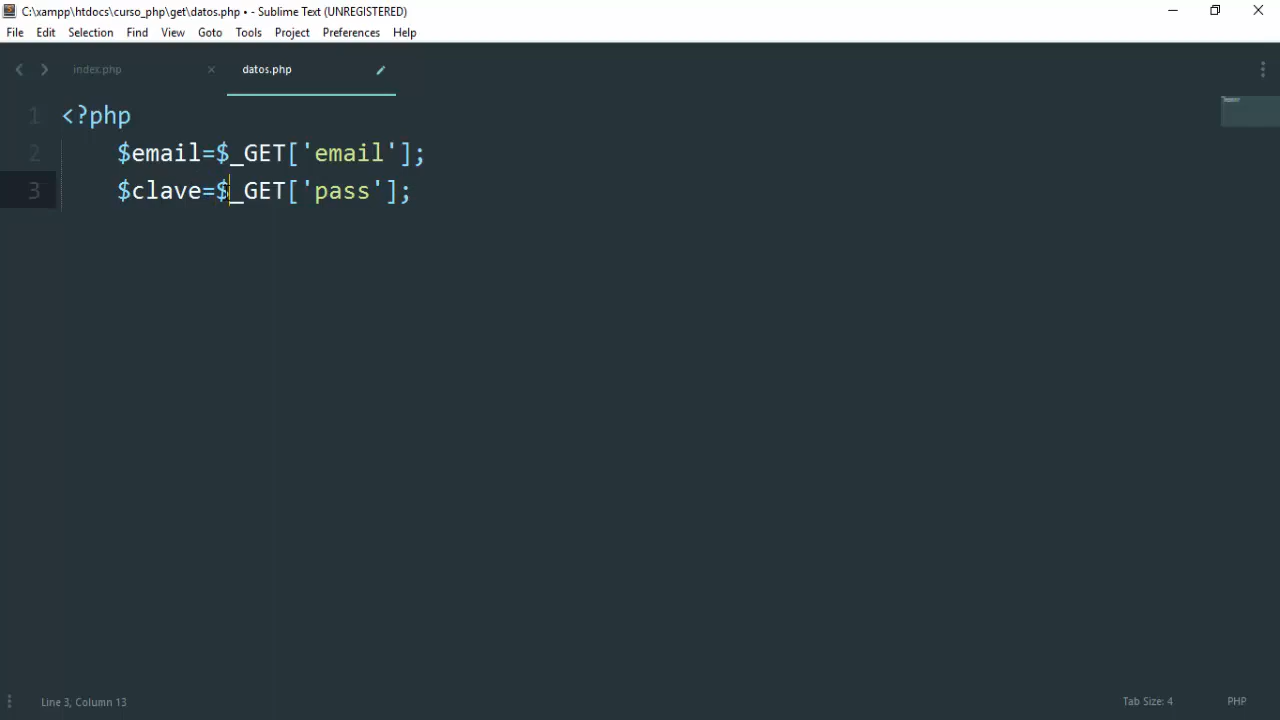 C:\xampp\htdocs\curso_php\get\datos.php • - Sublime Text (UNREGISTERED)
File Edit Selection Find View Goto Tools Project Preferences Help
index.php datos.php
1 <?php
2 $email=$_GET['email'];
3 $clave=$_GET['pass'];
Line 3, Column 13 Tab Size: 4 PHP